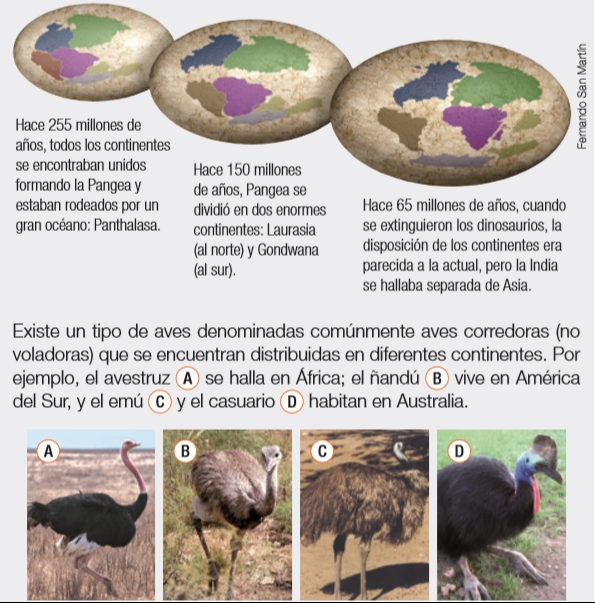 Fernando San Martín
Hace 255 millones de
años, todos los continentes
se encontraban unidos
formando la Pangea y
estaban rodeados por un
gran océano: Panthalasa.
Hace 150 millones
de años, Pangea se
dividió en dos enormes
continentes: Laurasia
(al norte) y Gondwana
(al sur).
Hace 65 millones de años, cuando
se extinguieron los dinosaurios, la
disposición de los continentes era
parecida a la actual, pero la India
se hallaba separada de Asia.
Existe un tipo de aves denominadas comúnmente aves corredoras (no
voladoras) que se encuentran distribuidas en diferentes continentes. Por
ejemplo, el avestruz A se halla en África; el ñandú B vive en América
del Sur, y el emú C y el casuario D habitan en Australia.
A
B
C
D